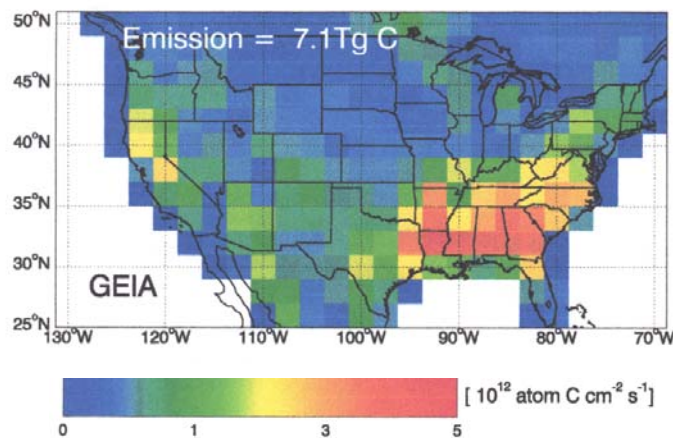 Emission = 7.1Tg C
50°N
45°N
40°N
35°N
30°N
25°N
GEIA
130°W 120°W 110°W 100°W 90°W 80°W 70°W
[ 10¹² atom C cm⁻² s⁻¹ ]
0 1 3 5